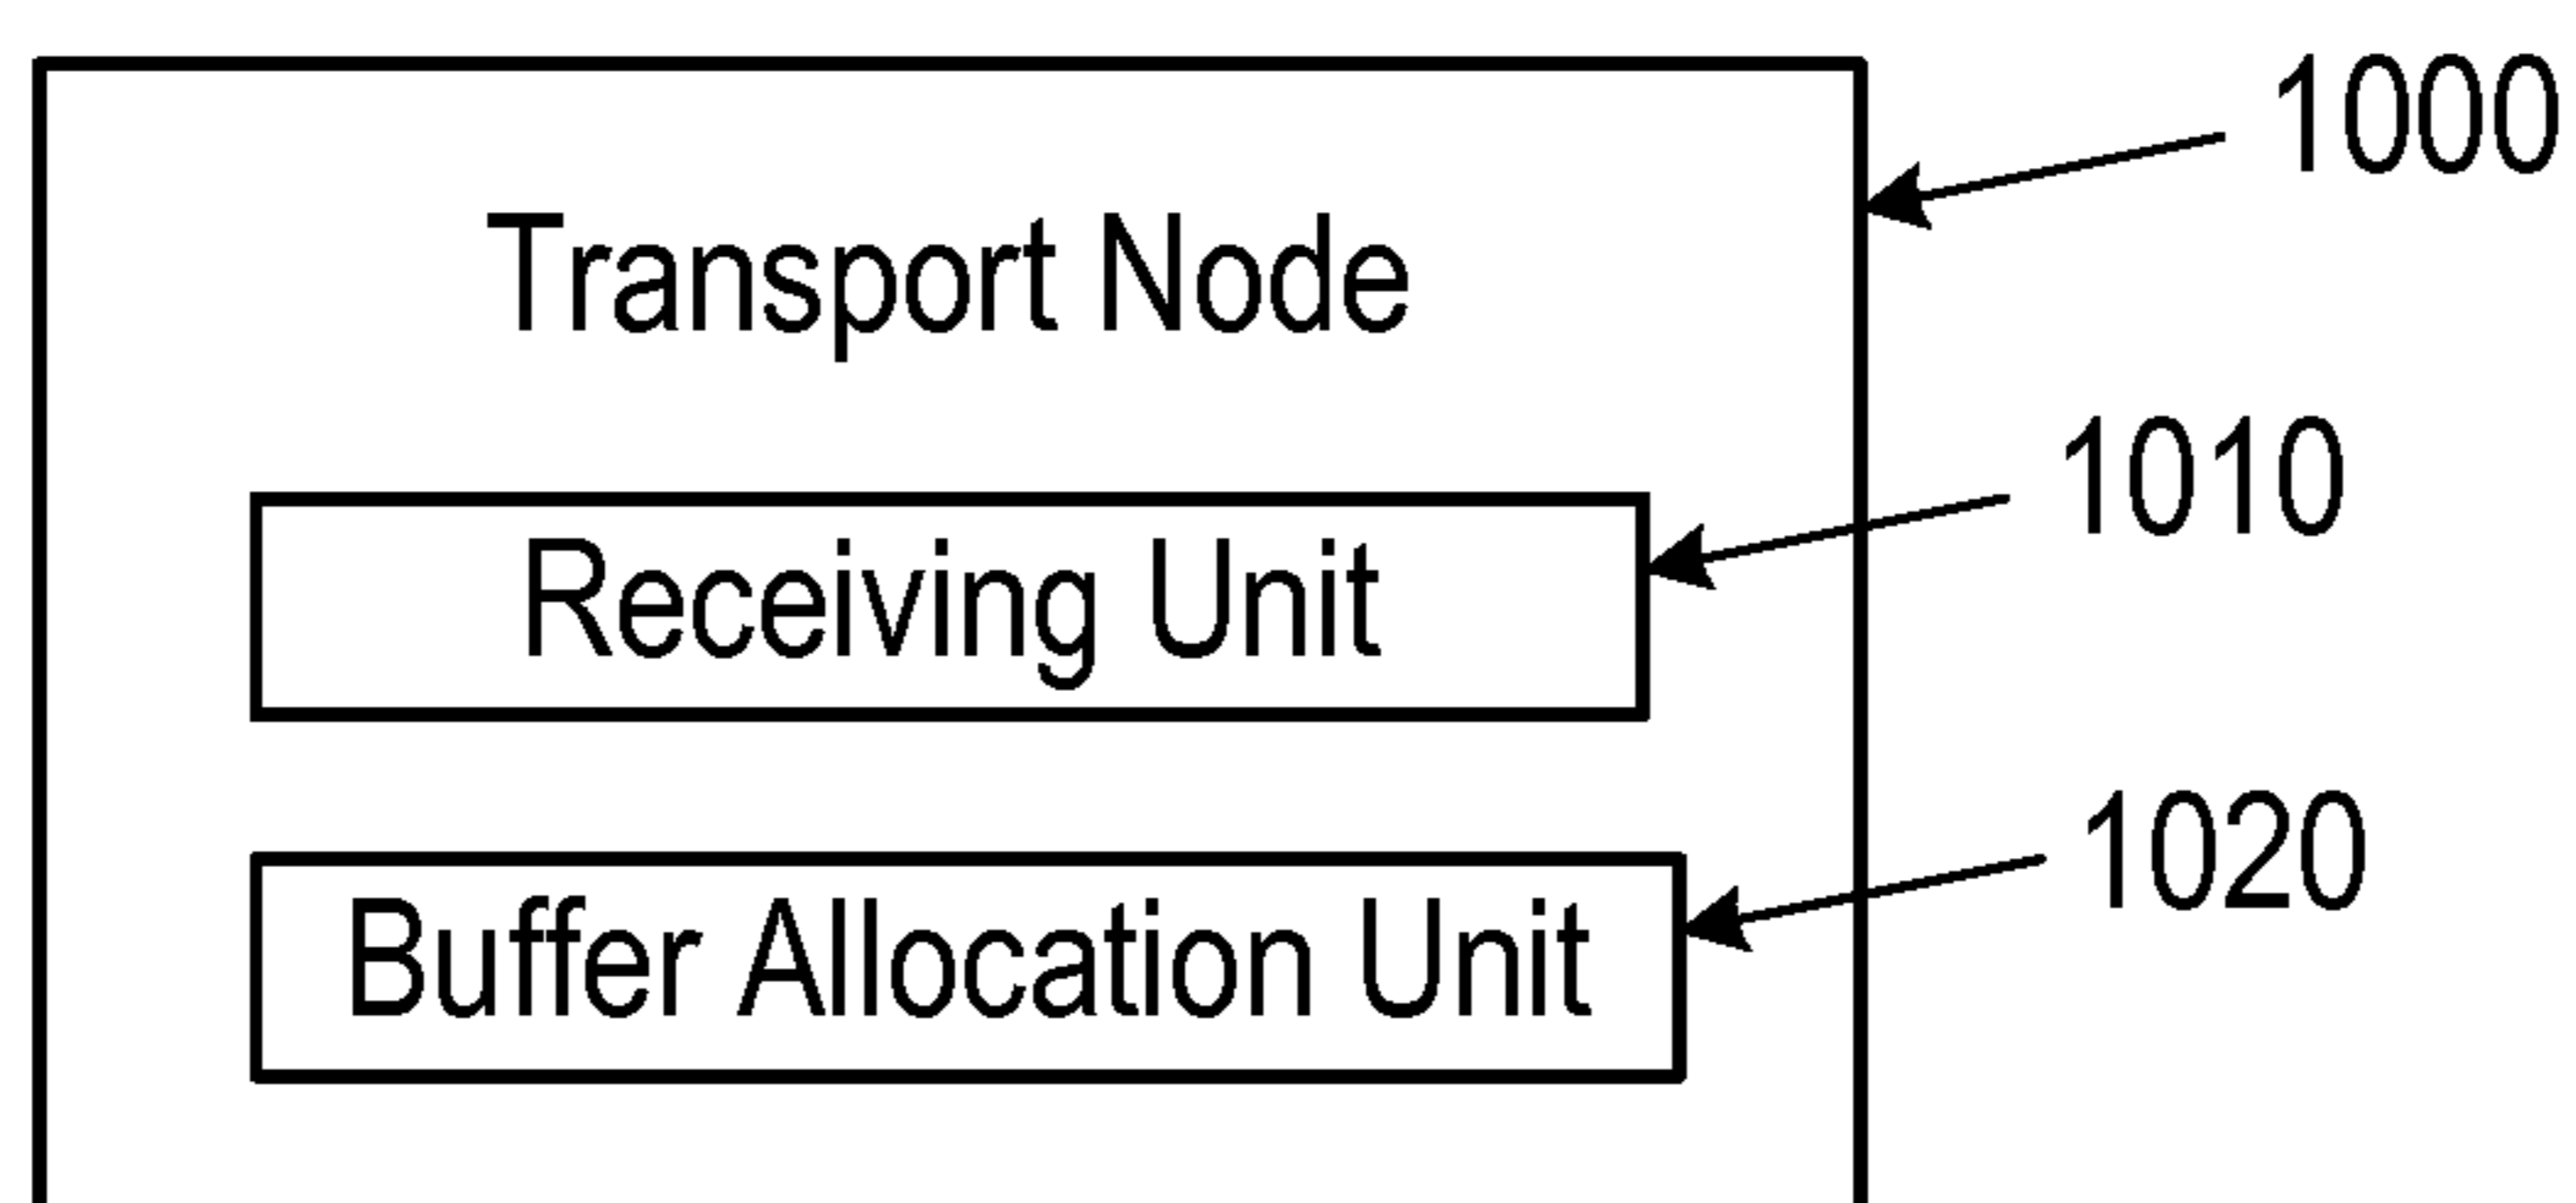 1000
Transport Node
1010
Receiving Unit
1020
Buffer Allocation Unit